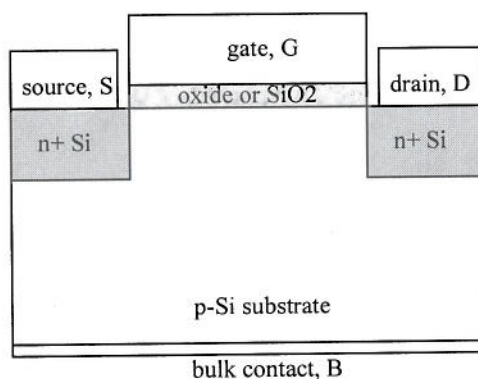 gate, G
source, S
oxide or SiO2
drain, D
n+ Si
n+ Si
p-Si substrate
bulk contact, B